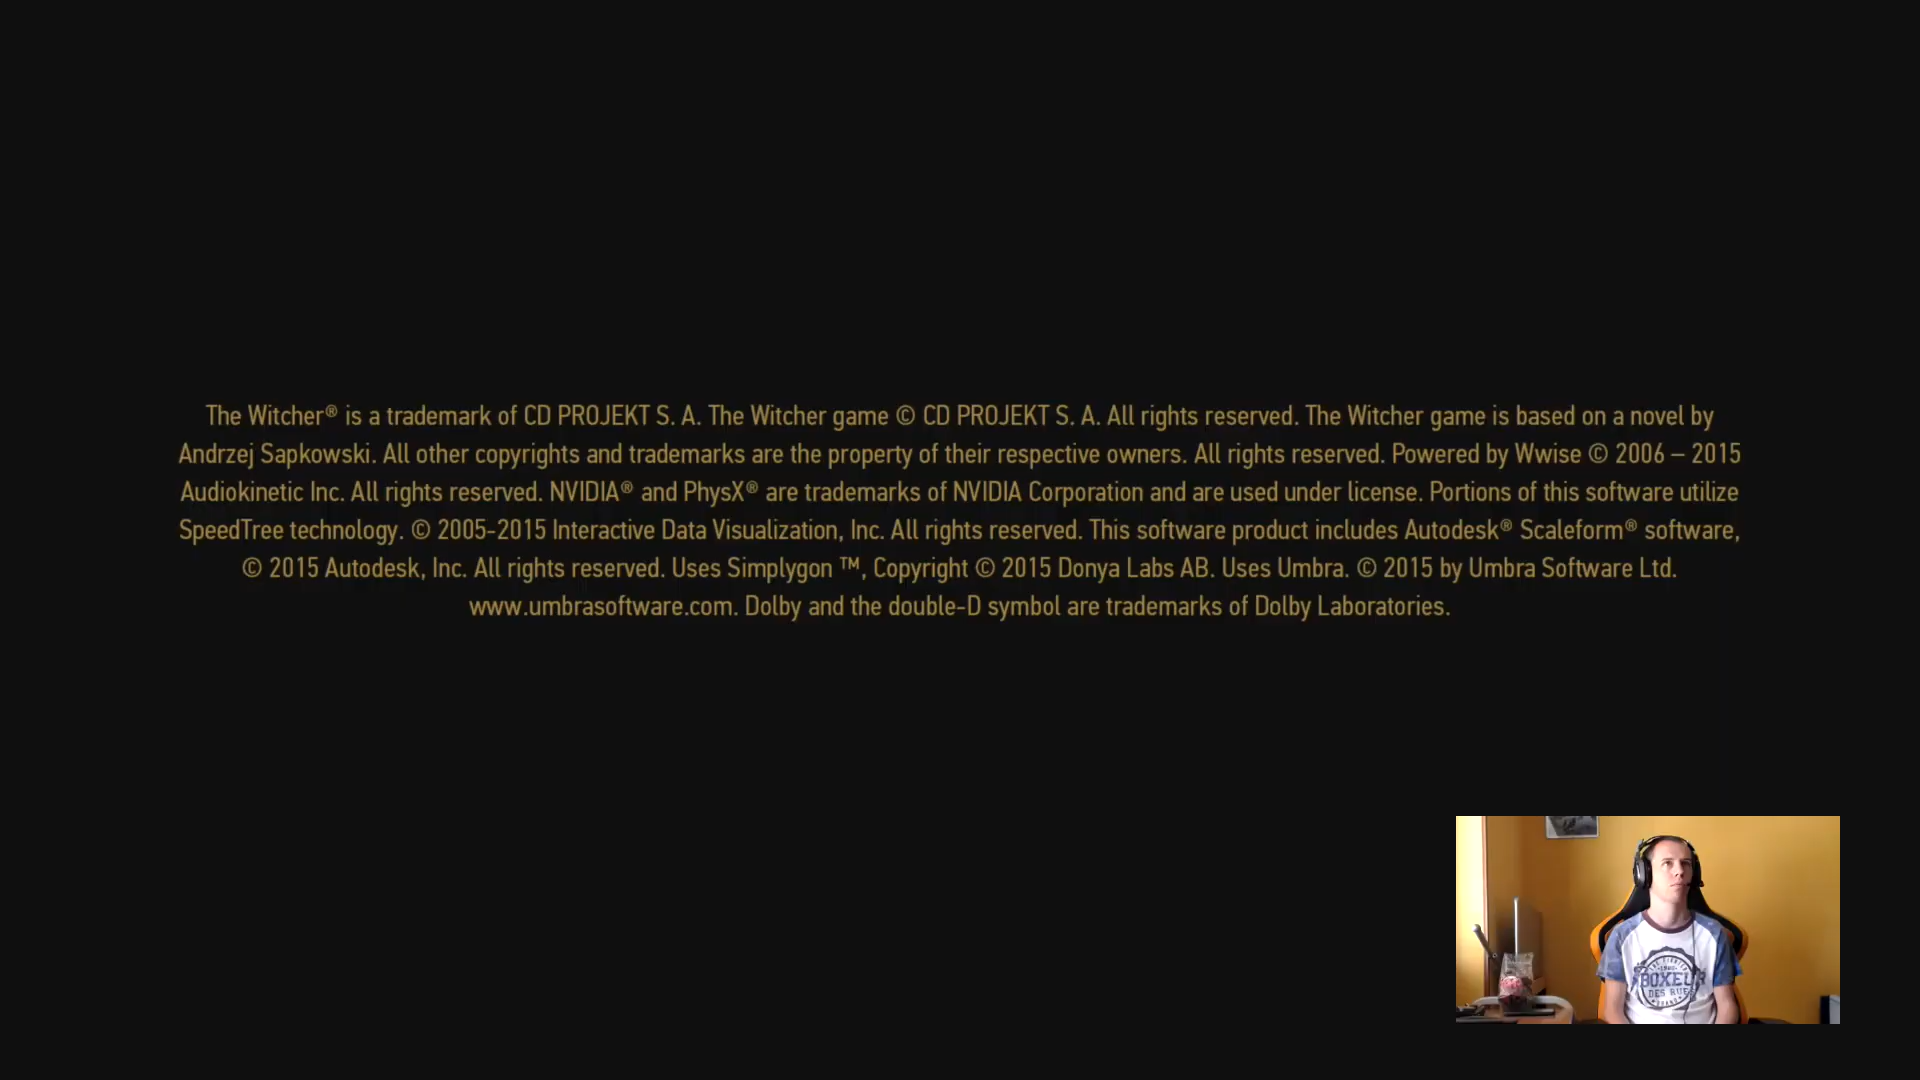 The Witcher® is a trademark of CD PROJEKT S. A. The Witcher game © CD PROJEKT S. A. All rights reserved. The Witcher game is based on a novel by
Andrzej Sapkowski. All other copyrights and trademarks are the property of their respective owners. All rights reserved. Powered by Wwise © 2006 – 2015
Audiokinetic Inc. All rights reserved. NVIDIA® and PhysX® are trademarks of NVIDIA Corporation and are used under license. Portions of this software utilize
SpeedTree technology. © 2005-2015 Interactive Data Visualization, Inc. All rights reserved. This software product includes Autodesk® Scaleform® software,
© 2015 Autodesk, Inc. All rights reserved. Uses Simplygon ™, Copyright © 2015 Donya Labs AB. Uses Umbra. © 2015 by Umbra Software Ltd.
www.umbrasoftware.com. Dolby and the double-D symbol are trademarks of Dolby Laboratories.
BOXEUR
DES RUES